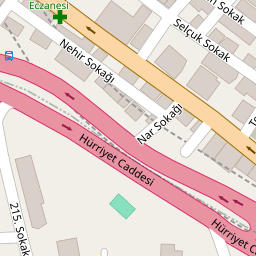 Eczanesi
Selçuk Sokak
Nehir Sokağı
Nar Sokağı
Hürriyet Caddesi
215. Sokak
Hürriyet C